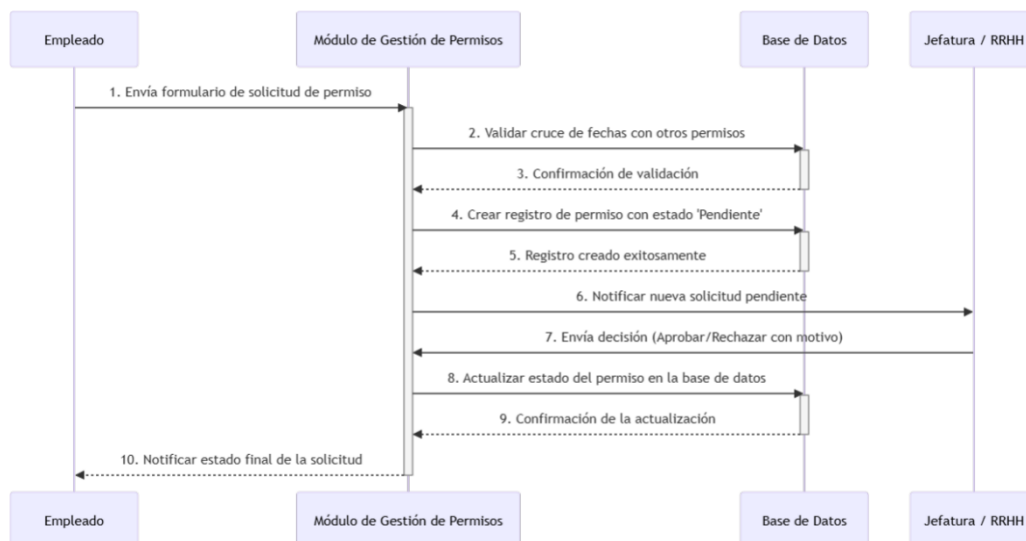 Empleado
Módulo de Gestión de Permisos
Base de Datos
Jefatura / RRHH
1. Envía formulario de solicitud de permiso
2. Validar cruce de fechas con otros permisos
3. Confirmación de validación
4. Crear registro de permiso con estado 'Pendiente'
5. Registro creado exitosamente
6. Notificar nueva solicitud pendiente
7. Envía decisión (Aprobar/Rechazar con motivo)
8. Actualizar estado del permiso en la base de datos
9. Confirmación de la actualización
10. Notificar estado final de la solicitud
Empleado
Módulo de Gestión de Permisos
Base de Datos
Jefatura / RRHH